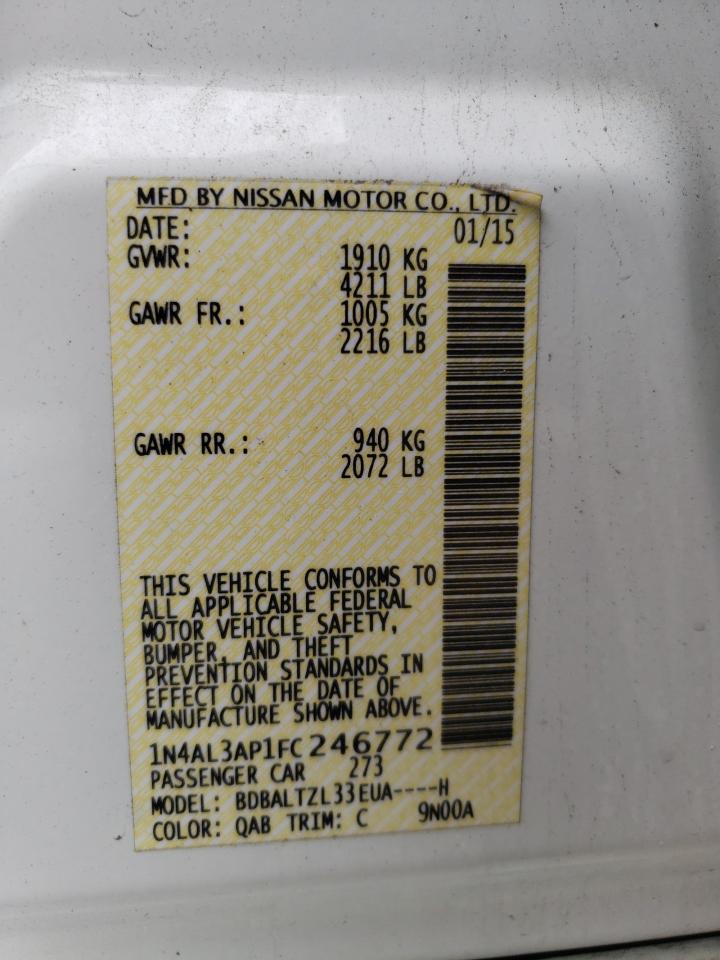 MFD BY NISSAN MOTOR CO., LTD.
DATE: 01/15
GVWR: 1910 KG
4211 LB
GAWR FR.: 1005 KG
2216 LB
GAWR RR.: 940 KG
2072 LB
THIS VEHICLE CONFORMS TO
ALL APPLICABLE FEDERAL
MOTOR VEHICLE SAFETY,
BUMPER, AND THEFT
PREVENTION STANDARDS IN
EFFECT ON THE DATE OF
MANUFACTURE SHOWN ABOVE.
1N4AL3AP1FC246772
PASSENGER CAR 273
MODEL: BDBALTZL33EUA----H
COLOR: QAB TRIM: C 9N00A